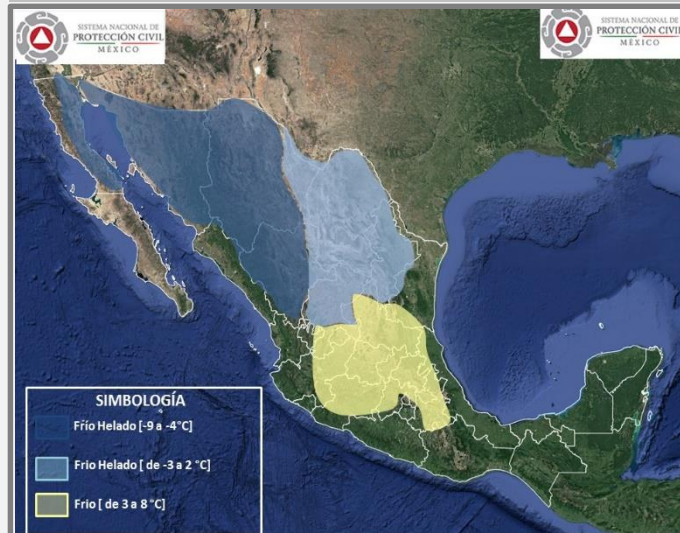 SISTEMA NACIONAL DE
PROTECCIÓN CIVIL
MÉXICO
SISTEMA NACIONAL DE
PROTECCIÓN CIVIL
MÉXICO
SIMBOLOGÍA
Frío Helado [-9 a -4°C]
Frio Helado [ de -3 a 2 °C]
Frio [ de 3 a 8 °C]